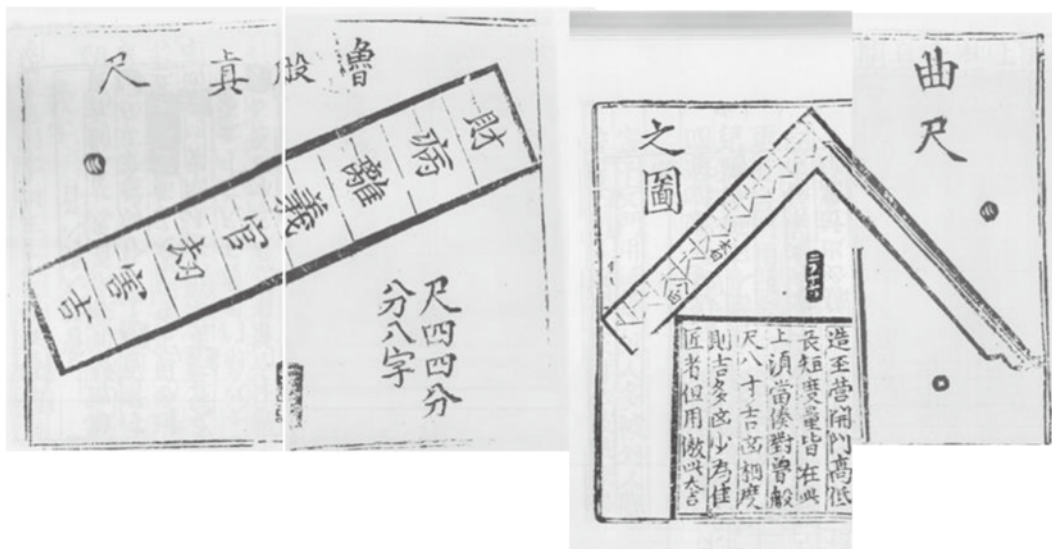 魯般真尺
財病離義官刼害吉
尺四四分
分八字
曲尺
之圖
造至营開門高低
長短度量皆在此
上須當湊對魯般
尺八寸吉凶相度
則吉多凶少為佳
匠者但用倣此大吉